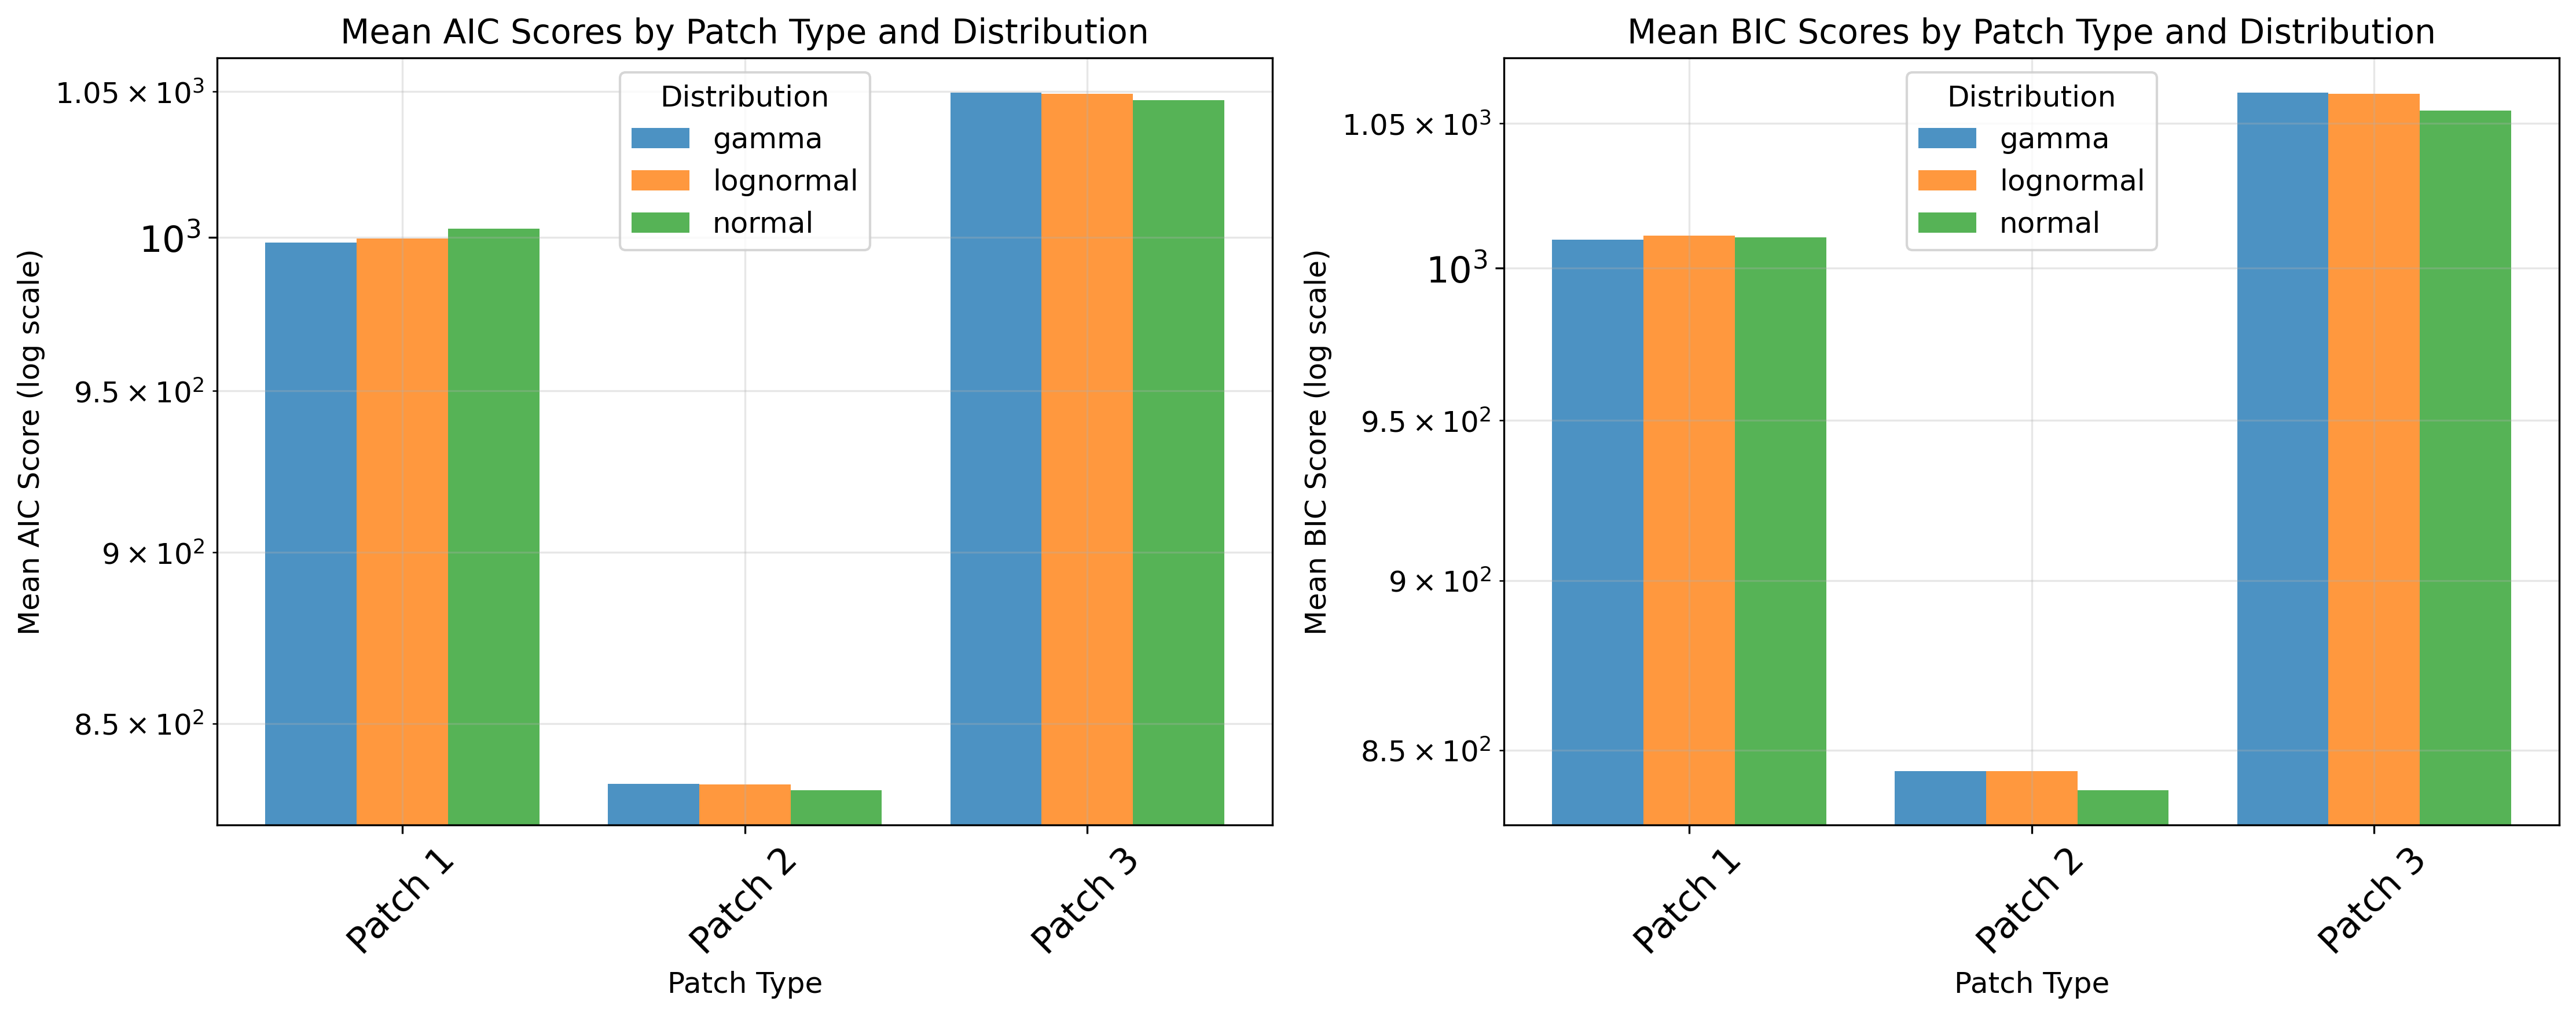 Mean AIC Scores by Patch Type and Distribution
Mean AIC Score (log scale)
1.05 × 10³
10³
9.5 × 10²
9 × 10²
8.5 × 10²
Distribution
gamma
lognormal
normal
Patch 1
Patch 2
Patch 3
Patch Type
Mean BIC Scores by Patch Type and Distribution
Mean BIC Score (log scale)
1.05 × 10³
10³
9.5 × 10²
9 × 10²
8.5 × 10²
Distribution
gamma
lognormal
normal
Patch 1
Patch 2
Patch 3
Patch Type